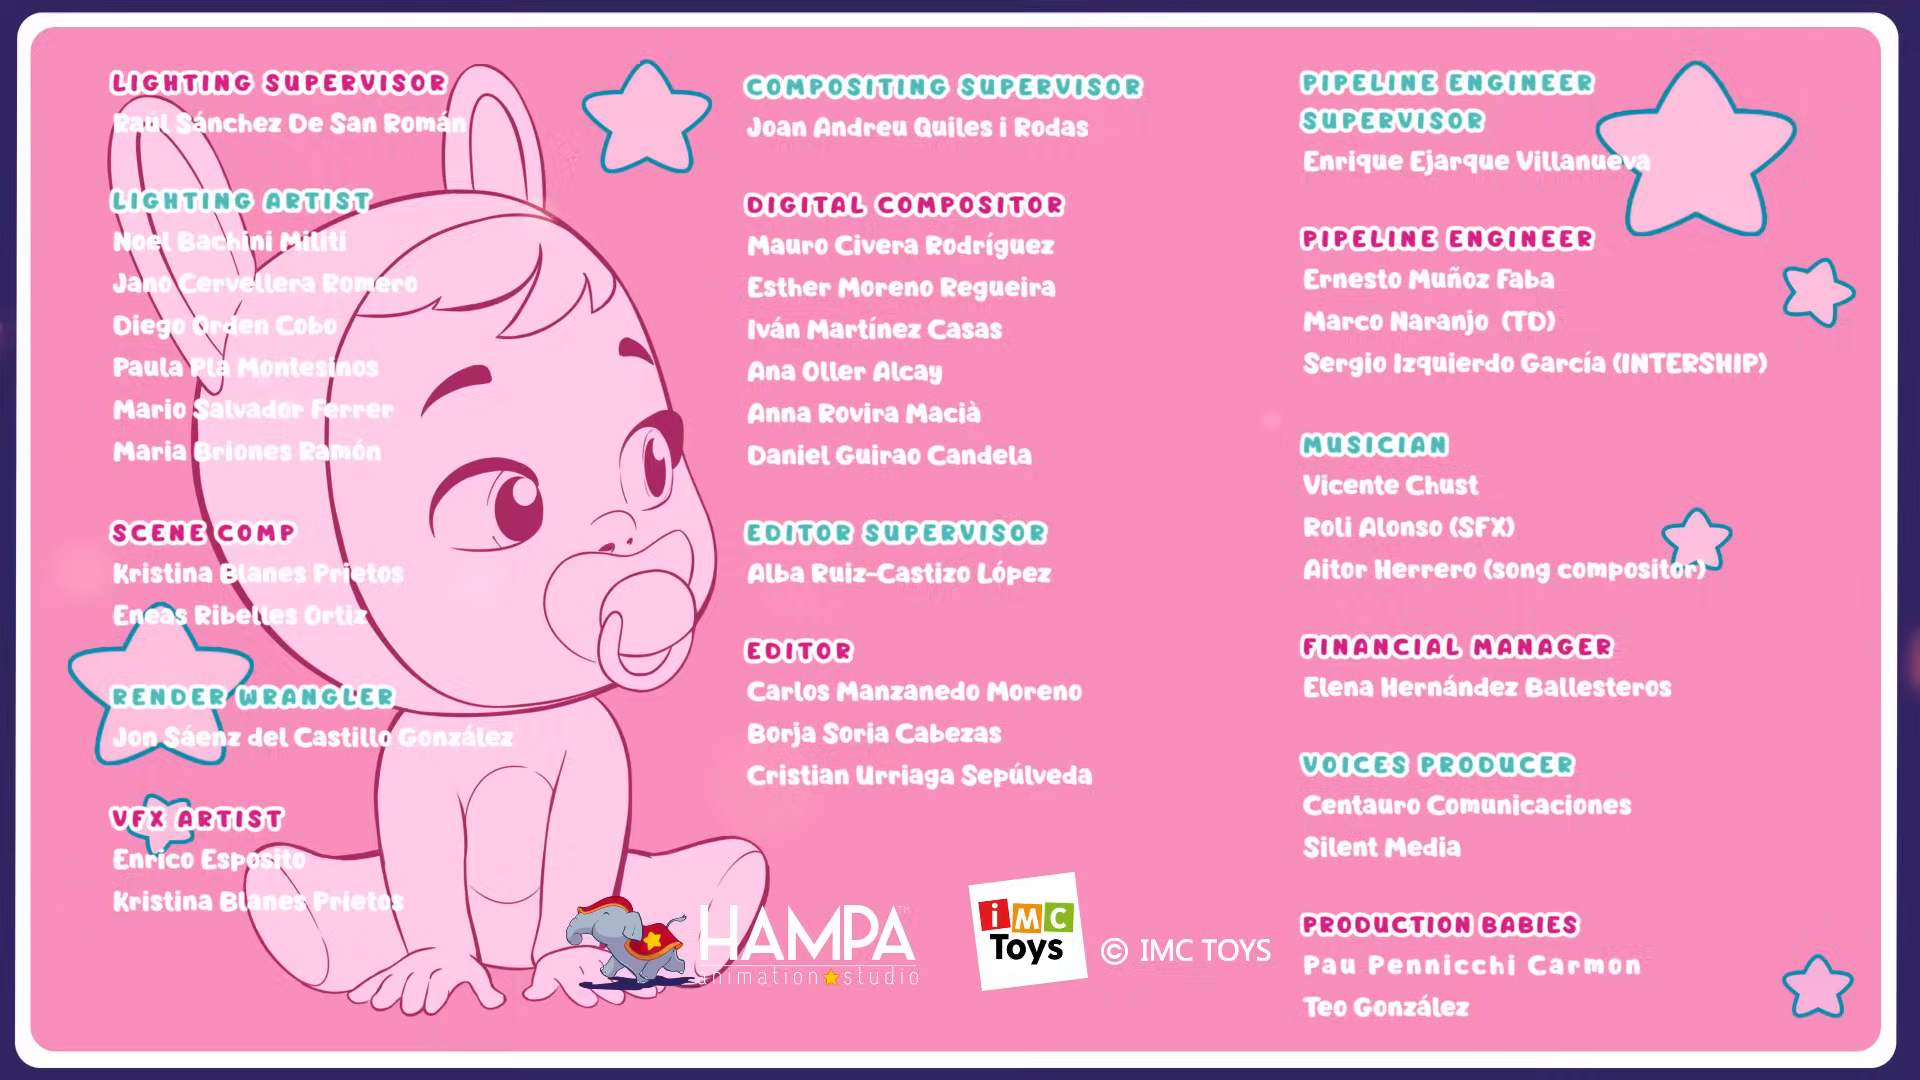 LIGHTING SUPERVISOR
Raúl Sánchez De San Román
LIGHTING ARTIST
Noel Bachini Militi
Jano Cervellera Romero
Diego Orden Cobo
Paula Pla Montesinos
Mario Salvador Ferrer
Maria Briones Ramón
SCENE COMP
Kristina Blanes Prietos
Eneas Ribelles Ortiz
RENDER WRANGLER
Jon Sáenz del Castillo González
VFX ARTIST
Enrico Esposito
Kristina Blanes Prietos
COMPOSITING SUPERVISOR
Joan Andreu Quiles i Rodas
DIGITAL COMPOSITOR
Mauro Civera Rodríguez
Esther Moreno Regueira
Iván Martínez Casas
Ana Oller Alcay
Anna Rovira Macià
Daniel Guirao Candela
EDITOR SUPERVISOR
Alba Ruiz-Castizo López
EDITOR
Carlos Manzanedo Moreno
Borja Soria Cabezas
Cristian Urriaga Sepúlveda
HAMPA™
animation studio
iMC
Toys
© IMC TOYS
PIPELINE ENGINEER
SUPERVISOR
Enrique Ejarque Villanueva
PIPELINE ENGINEER
Ernesto Muñoz Faba
Marco Naranjo (TD)
Sergio Izquierdo García (INTERSHIP)
MUSICIAN
Vicente Chust
Roli Alonso (SFX)
Aitor Herrero (song compositor)
FINANCIAL MANAGER
Elena Hernández Ballesteros
VOICES PRODUCER
Centauro Comunicaciones
Silent Media
PRODUCTION BABIES
Pau Pennicchi Carmon
Teo González